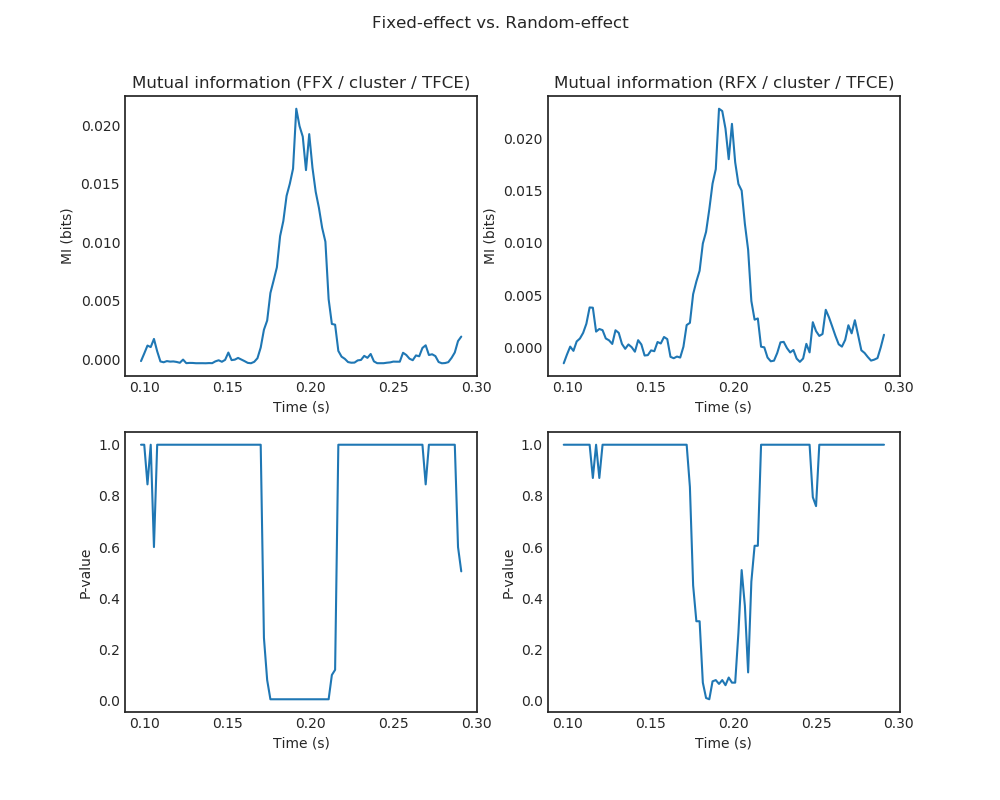 Fixed-effect vs. Random-effect
Mutual information (FFX / cluster / TFCE)
0.020
0.015
0.010
0.005
0.000
MI (bits)
0.10 0.15 0.20 0.25 0.30
Time (s)
Mutual information (RFX / cluster / TFCE)
0.020
0.015
0.010
0.005
0.000
MI (bits)
0.10 0.15 0.20 0.25 0.30
Time (s)
1.0
0.8
0.6
0.4
0.2
0.0
P-value
0.10 0.15 0.20 0.25 0.30
Time (s)
1.0
0.8
0.6
0.4
0.2
0.0
P-value
0.10 0.15 0.20 0.25 0.30
Time (s)